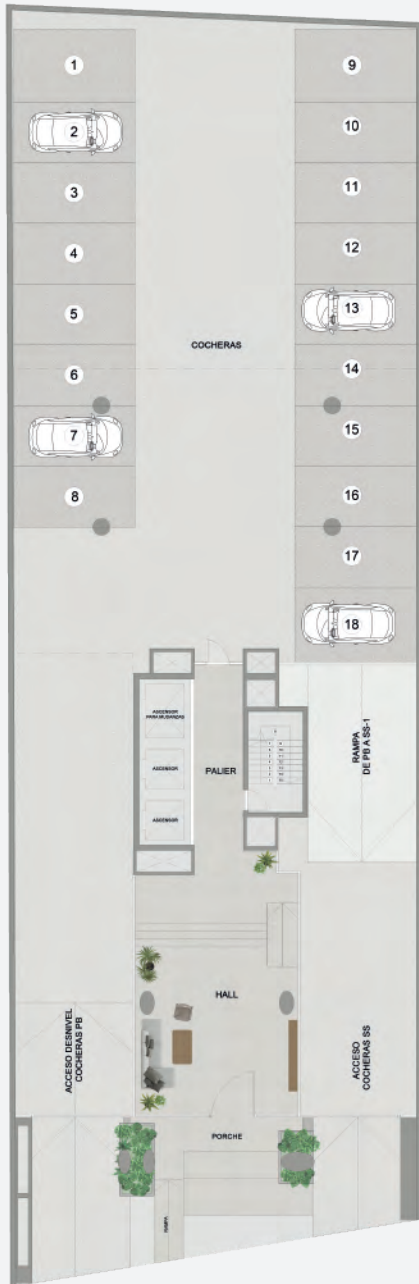 1
9
2
10
3
11
4
12
5
13
COCHERAS
6
14
7
15
8
16
17
18
ASCENSOR
PARA MUDANZAS
ASCENSOR
ASCENSOR
PALIER
RAMPA
DE PB A SS-1
HALL
ACCESO DESNIVEL
COCHERAS PB
ACCESO
COCHERAS SS
PORCHE
RAMPA